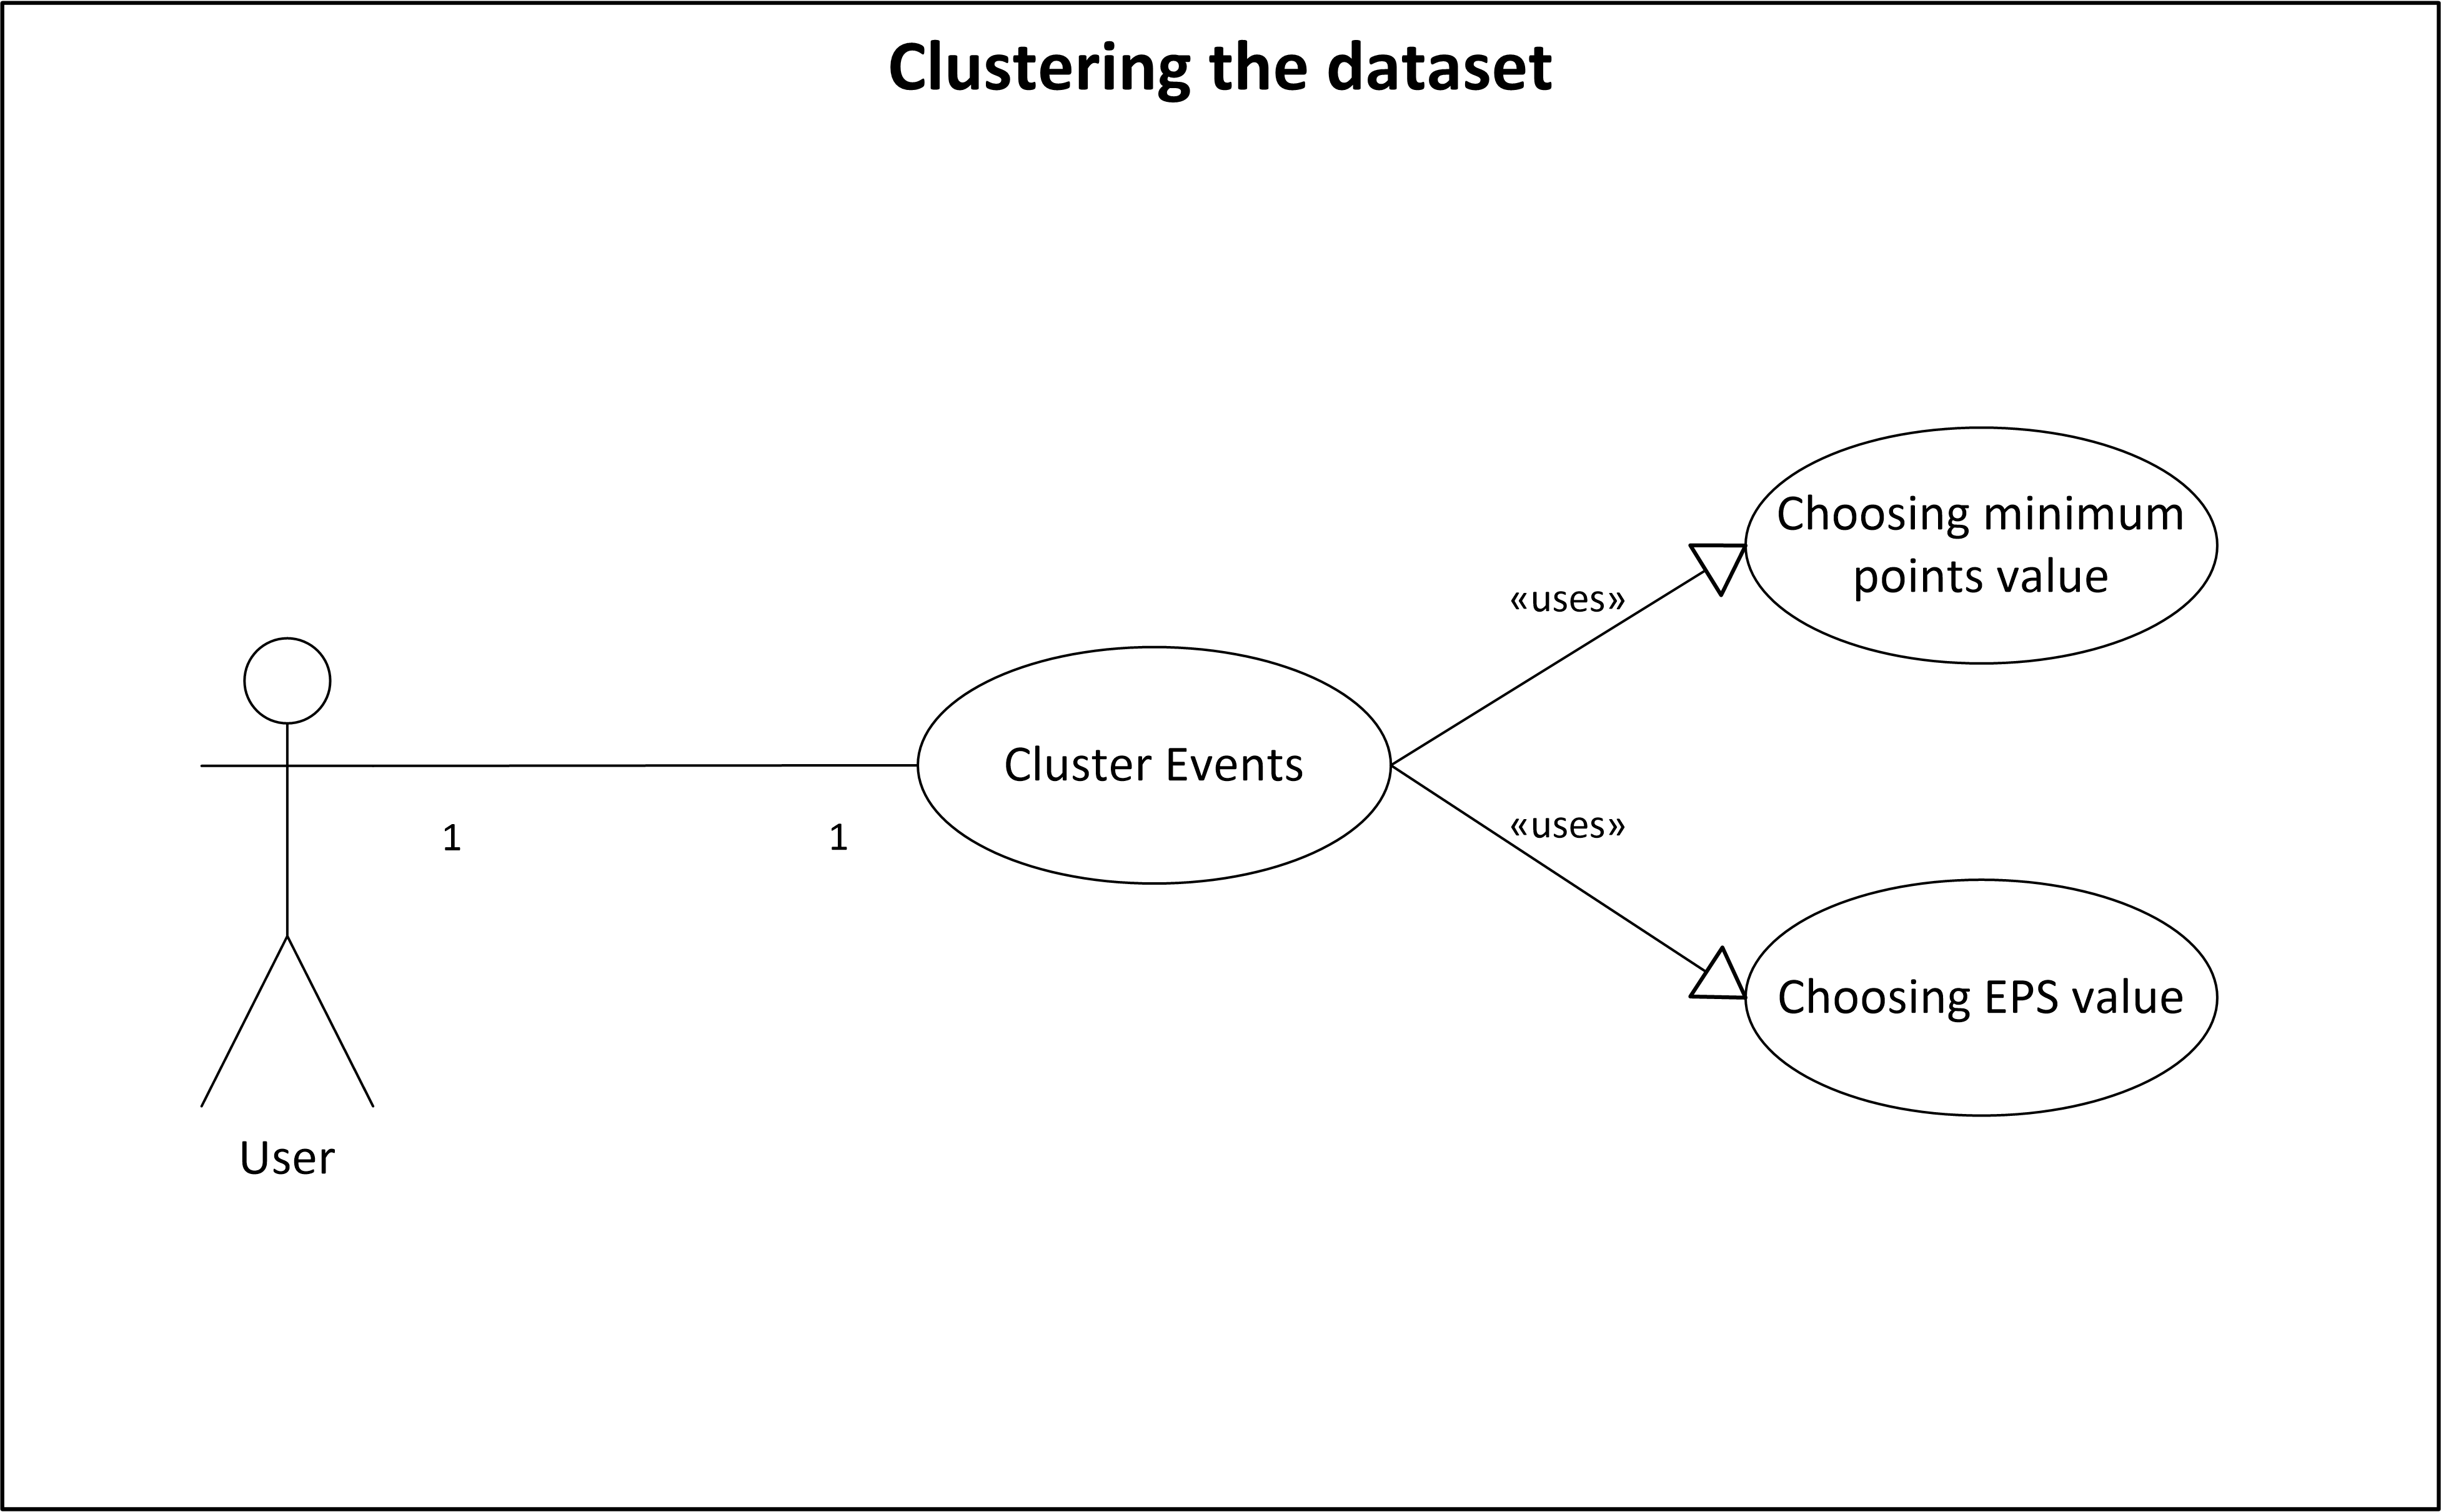 Clustering the dataset
Choosing minimum
points value
«uses»
Cluster Events
«uses»
1
1
Choosing EPS value
User